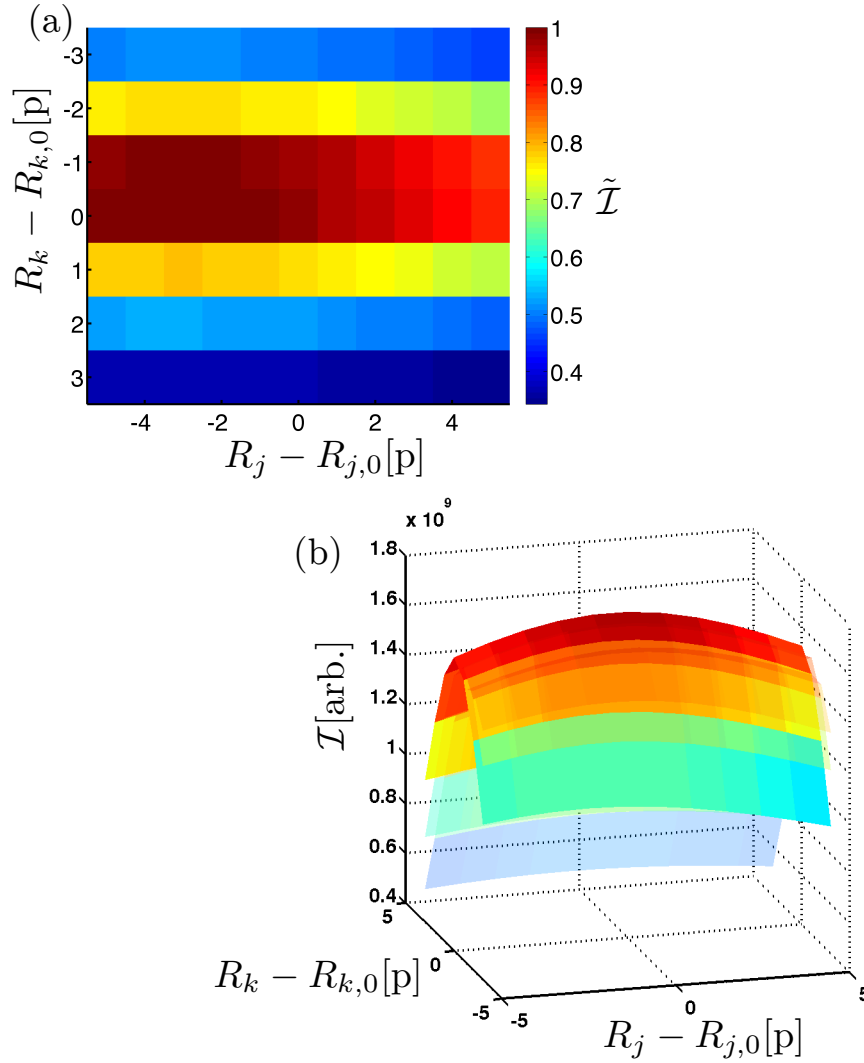 (a)
R_k − R_{k,0}[p]
-3
-2
-1
0
1
2
3
-4 -2 0 2 4
R_j − R_{j,0}[p]
1
0.9
0.8
0.7
0.6
0.5
0.4
\tilde{\mathcal{I}}
(b)
x 10^9
\mathcal{I}[arb.]
1.8
1.6
1.4
1.2
1
0.8
0.6
0.4
5
0
-5
R_k − R_{k,0}[p]
-5 0 5
R_j − R_{j,0}[p]